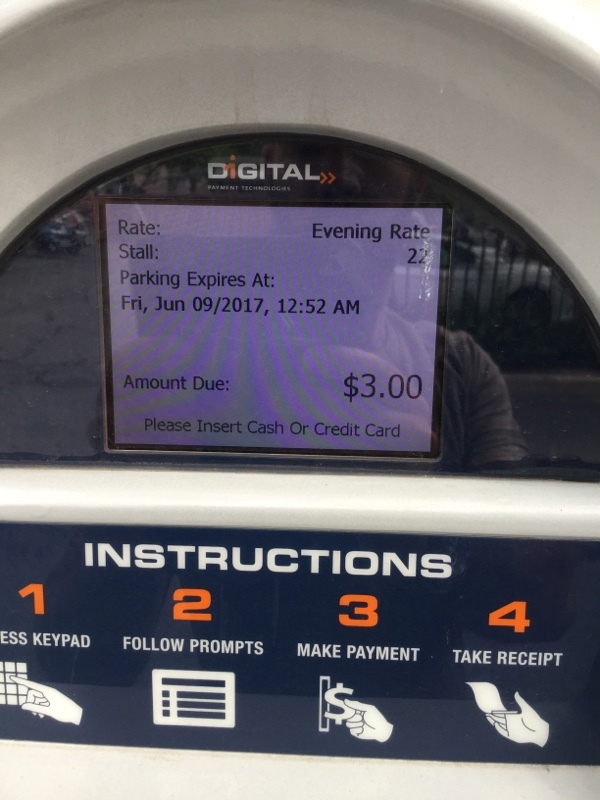 DiGITAL
PAYMENT TECHNOLOGIES
Rate: Evening Rate
Stall: 22
Parking Expires At:
Fri, Jun 09/2017, 12:52 AM
Amount Due: $3.00
Please Insert Cash Or Credit Card
INSTRUCTIONS
1 2 3 4
ESS KEYPAD FOLLOW PROMPTS MAKE PAYMENT TAKE RECEIPT
$